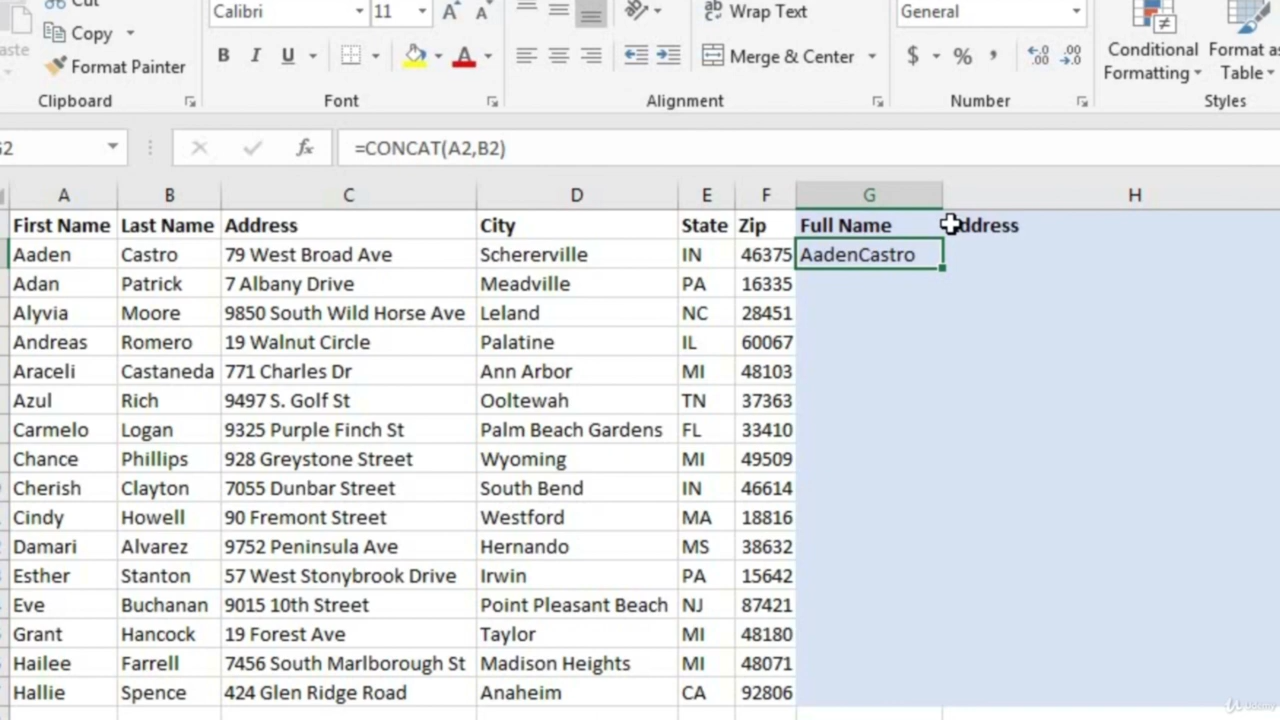 Cut
Calibri 11 A A Wrap Text General
Copy
Format Painter B I U A Merge & Center $ % , Conditional Formatting Format as Table
Clipboard Font Alignment Number Styles
G2 fx =CONCAT(A2,B2)
A B C D E F G H
First Name Last Name Address City State Zip Full Name Address
Aaden Castro 79 West Broad Ave Schererville IN 46375 AadenCastro
Adan Patrick 7 Albany Drive Meadville PA 16335
Alyvia Moore 9850 South Wild Horse Ave Leland NC 28451
Andreas Romero 19 Walnut Circle Palatine IL 60067
Araceli Castaneda 771 Charles Dr Ann Arbor MI 48103
Azul Rich 9497 S. Golf St Ooltewah TN 37363
Carmelo Logan 9325 Purple Finch St Palm Beach Gardens FL 33410
Chance Phillips 928 Greystone Street Wyoming MI 49509
Cherish Clayton 7055 Dunbar Street South Bend IN 46614
Cindy Howell 90 Fremont Street Westford MA 18816
Damari Alvarez 9752 Peninsula Ave Hernando MS 38632
Esther Stanton 57 West Stonybrook Drive Irwin PA 15642
Eve Buchanan 9015 10th Street Point Pleasant Beach NJ 87421
Grant Hancock 19 Forest Ave Taylor MI 48180
Hailee Farrell 7456 South Marlborough St Madison Heights MI 48071
Hallie Spence 424 Glen Ridge Road Anaheim CA 92806
Udemy